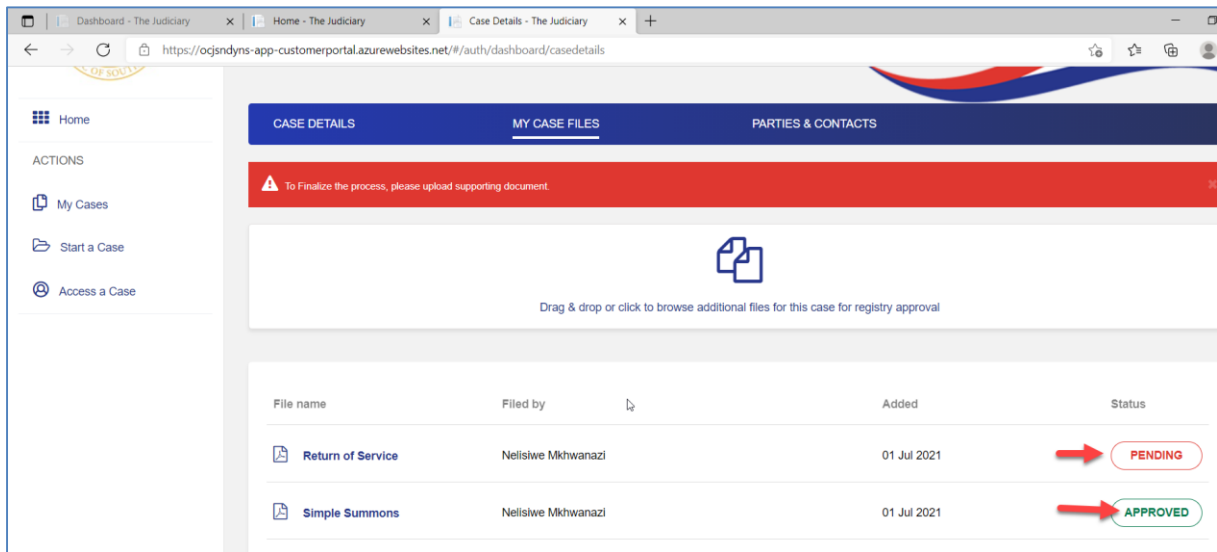 Dashboard - The Judiciary
Home - The Judiciary
Case Details - The Judiciary
https://ocjsndyns-app-customerportal.azurewebsites.net/#/auth/dashboard/casedetails
OF SOUT
Home
CASE DETAILS MY CASE FILES PARTIES & CONTACTS
ACTIONS
To Finalize the process, please upload supporting document.
My Cases
Start a Case
Access a Case
Drag & drop or click to browse additional files for this case for registry approval
File name Filed by Added Status
Return of Service Nelisiwe Mkhwanazi 01 Jul 2021 PENDING
Simple Summons Nelisiwe Mkhwanazi 01 Jul 2021 APPROVED